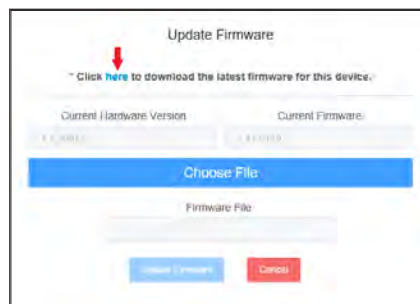 Update Firmware
* Click here to download the latest firmware for this device.
Current Hardware Version
Current Firmware
Choose File
Firmware File
Update Firmware
Cancel